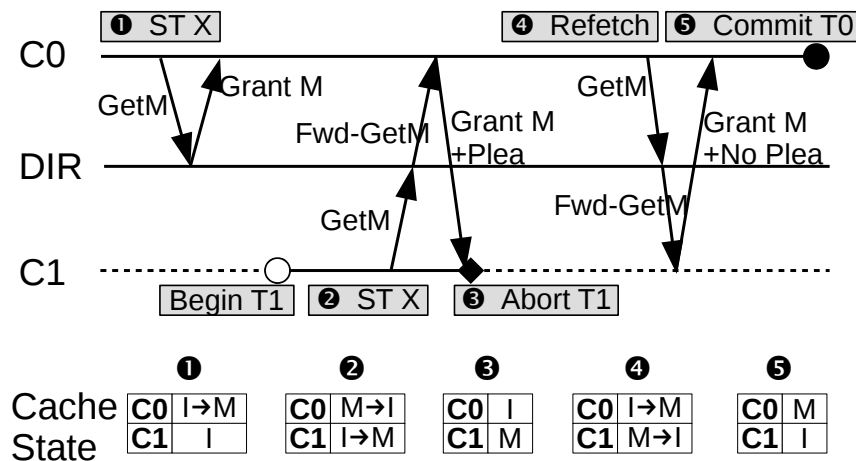 ❶ ST X
❹ Refetch
❺ Commit T0
C0
GetM
Grant M
Fwd-GetM
Grant M
+Plea
GetM
Grant M
+No Plea
DIR
GetM
Fwd-GetM
C1
Begin T1
❷ ST X
❸ Abort T1
❶ ❷ ❸ ❹ ❺
Cache
State
C0 I→M
C1 I
C0 M→I
C1 I→M
C0 I
C1 M
C0 I→M
C1 M→I
C0 M
C1 I